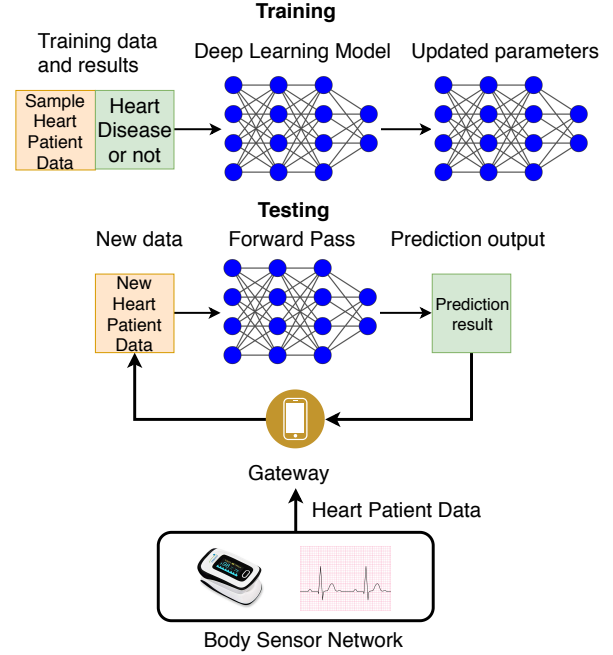 Training
Training data
and results
Deep Learning Model
Updated parameters
Sample
Heart
Patient
Data
Heart
Disease
or not
Testing
New data
Forward Pass
Prediction output
New
Heart
Patient
Data
Prediction
result
Gateway
Heart Patient Data
Body Sensor Network